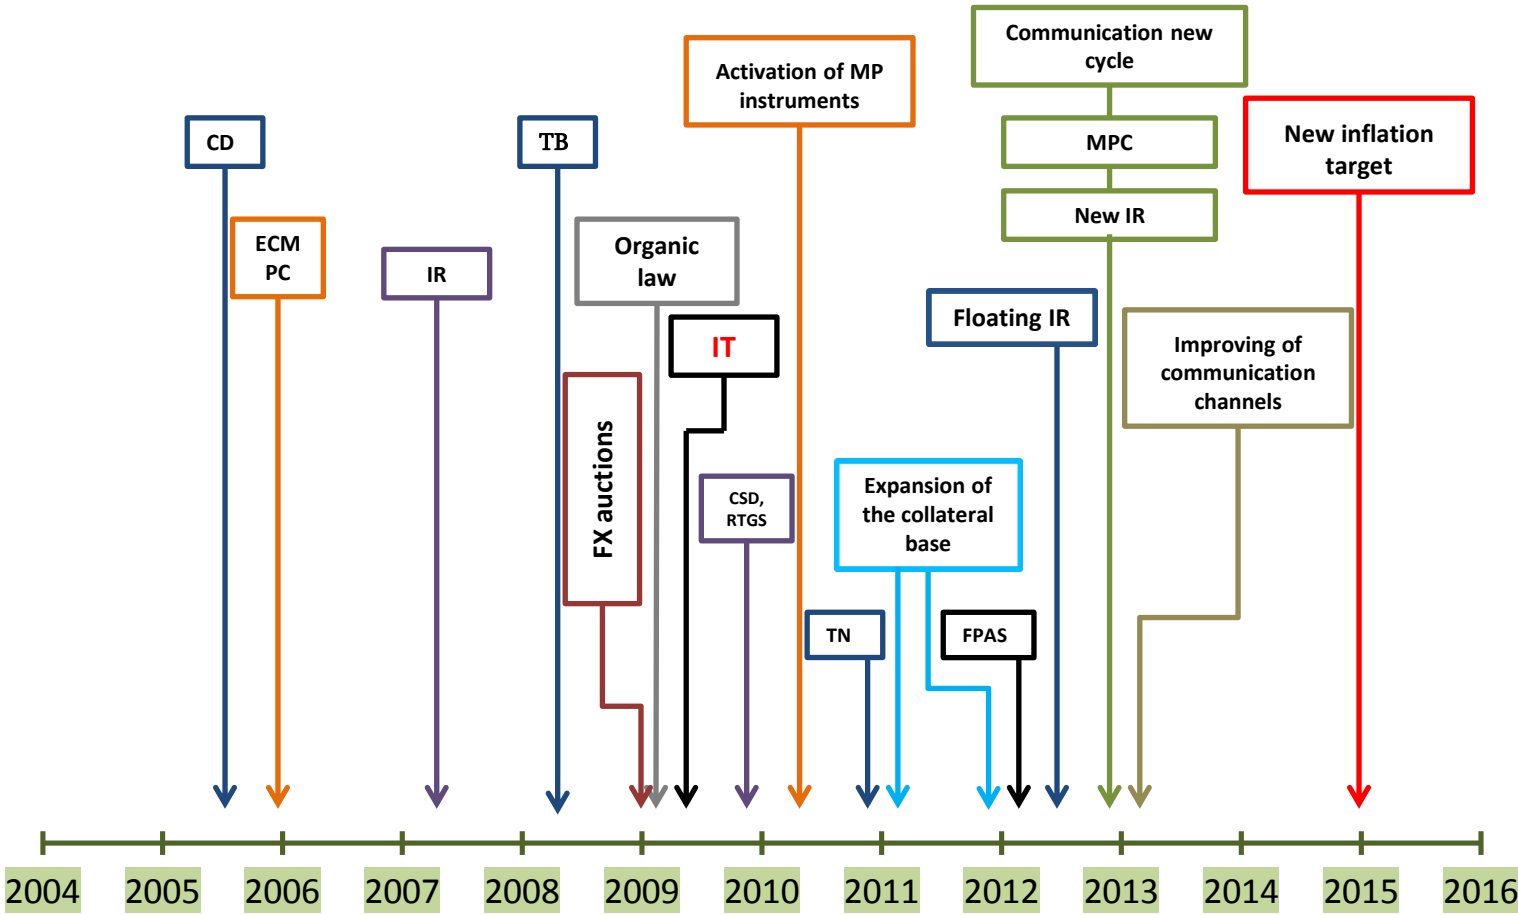 Communication new
cycle
Activation of MP
instruments
CD
TB
MPC
New inflation
target
New IR
ECM
PC
IR
Organic
law
Floating IR
IT
Improving of
communication
channels
FX auctions
CSD,
RTGS
Expansion of
the collateral
base
TN
FPAS
2004
2005
2006
2007
2008
2009
2010
2011
2012
2013
2014
2015
2016